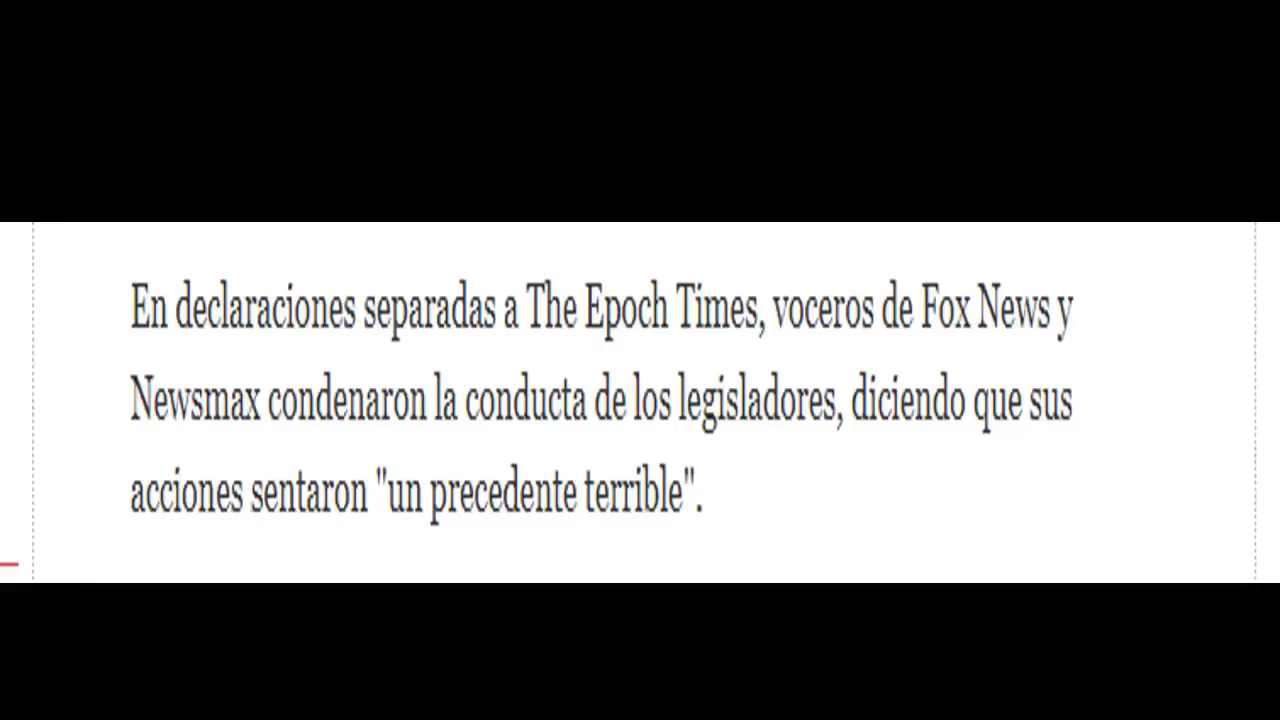 En declaraciones separadas a The Epoch Times, voceros de Fox News y
Newsmax condenaron la conducta de los legisladores, diciendo que sus
acciones sentaron "un precedente terrible".